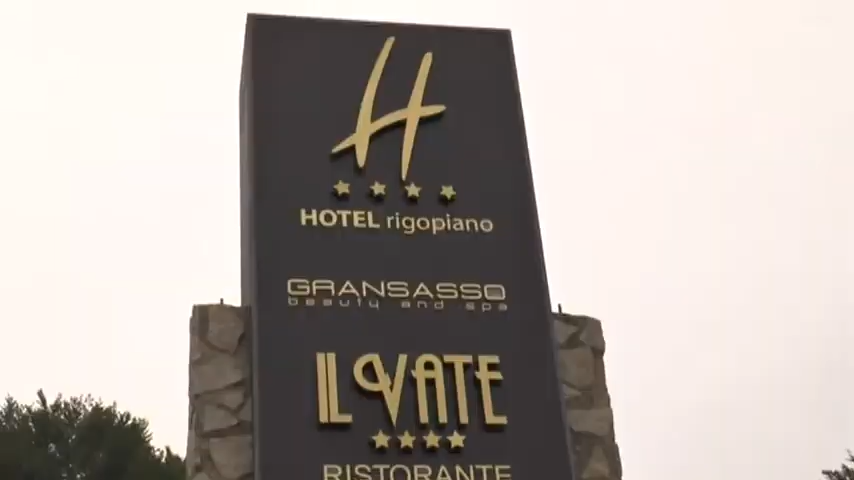 H
HOTEL rigopiano
GRANSASSO
beauty and spa
IL VATE
RISTORANTE